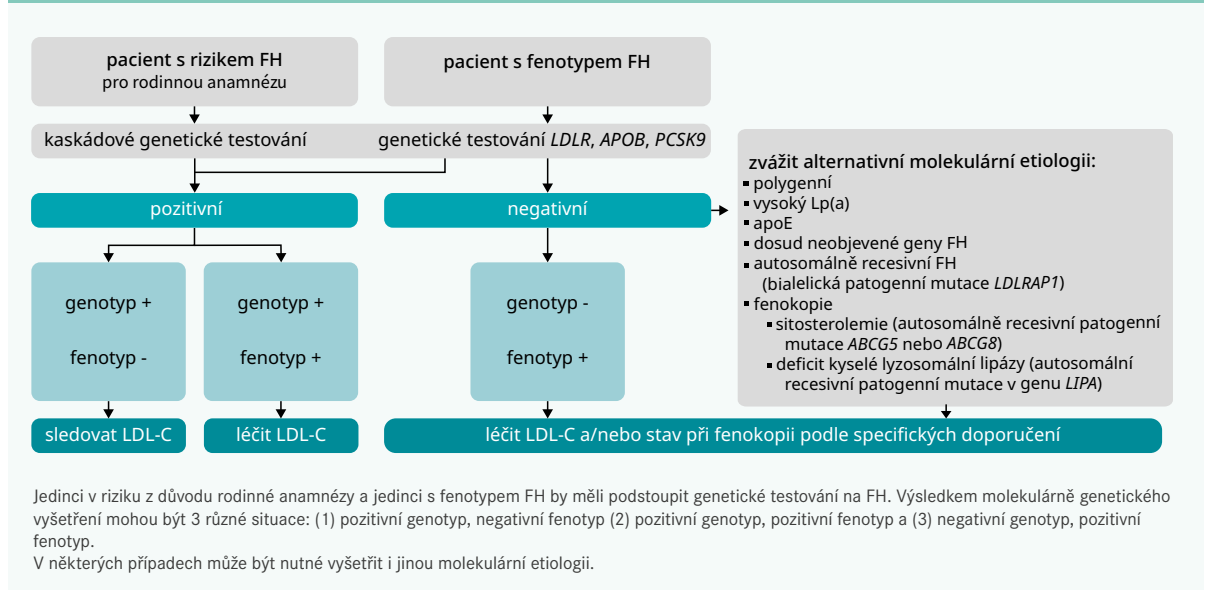 pacient s rizikem FH
pro rodinnou anamnézu
pacient s fenotypem FH
kaskádové genetické testování
genetické testování LDLR, APOB, PCSK9
pozitivní
negativní
genotyp +
fenotyp -
genotyp +
fenotyp +
genotyp -
fenotyp +
zvážit alternativní molekulární etiologii:
▪ polygenní
▪ vysoký Lp(a)
▪ apoE
▪ dosud neobjevené geny FH
▪ autosomálně recesivní FH
(bialelická patogenní mutace LDLRAP1)
▪ fenokopie
▪ sitosterolemie (autosomálně recesivní patogenní
mutace ABCG5 nebo ABCG8)
▪ deficit kyselé lyzosomální lipázy (autosomální
recesivní patogenní mutace v genu LIPA)
sledovat LDL-C
léčit LDL-C
léčit LDL-C a/nebo stav při fenokopii podle specifických doporučení
Jedinci v riziku z důvodu rodinné anamnézy a jedinci s fenotypem FH by měli podstoupit genetické testování na FH. Výsledkem molekulárně genetického
vyšetření mohou být 3 různé situace: (1) pozitivní genotyp, negativní fenotyp (2) pozitivní genotyp, pozitivní fenotyp a (3) negativní genotyp, pozitivní
fenotyp.
V některých případech může být nutné vyšetřit i jinou molekulární etiologii.